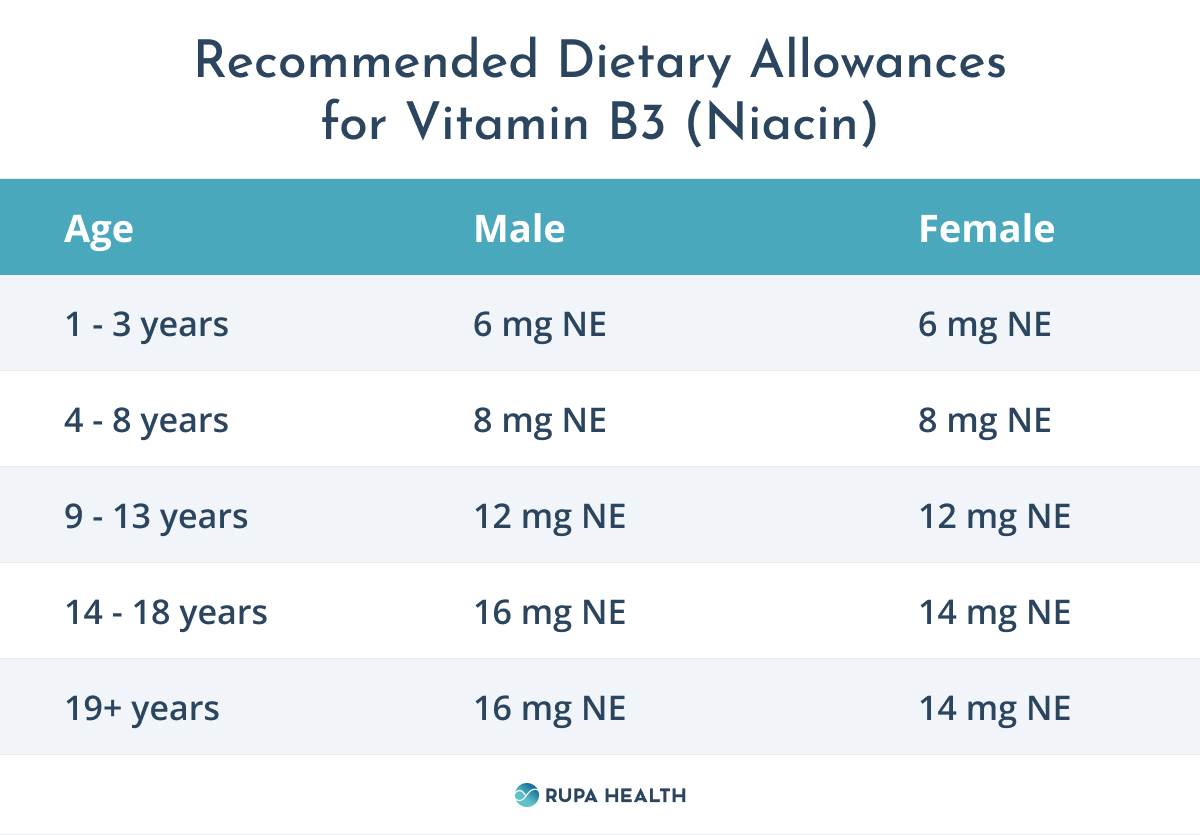 Recommended Dietary Allowances
for Vitamin B3 (Niacin)
Age Male Female
1 - 3 years 6 mg NE 6 mg NE
4 - 8 years 8 mg NE 8 mg NE
9 - 13 years 12 mg NE 12 mg NE
14 - 18 years 16 mg NE 14 mg NE
19+ years 16 mg NE 14 mg NE
RUPA HEALTH